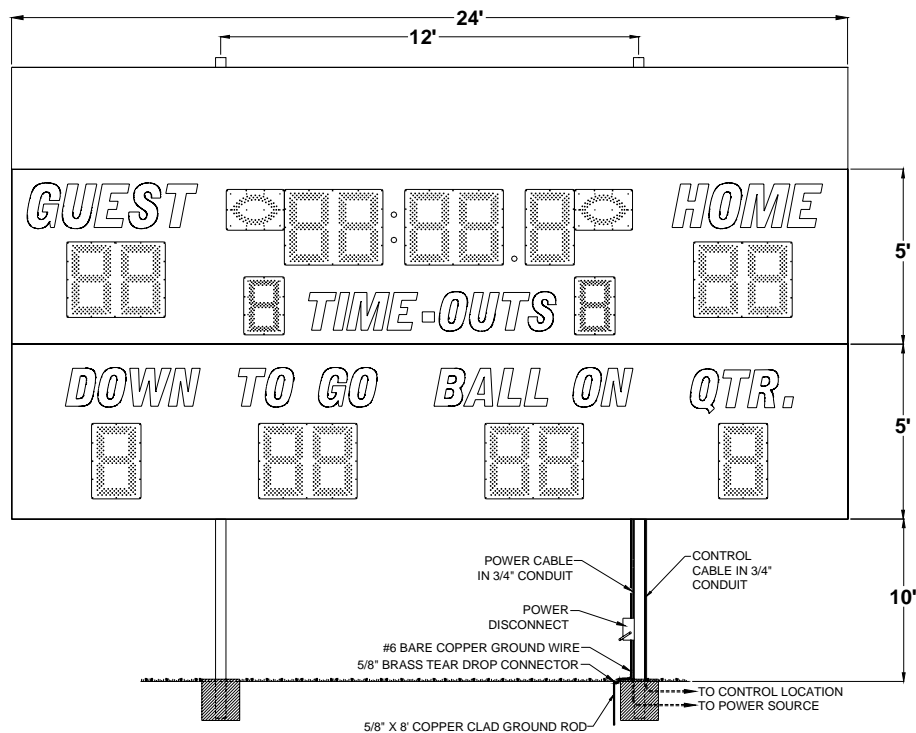 24'
12'
GUEST
HOME
5'
TIME-OUTS
DOWN TO GO BALL ON QTR.
5'
POWER CABLE
IN 3/4" CONDUIT
CONTROL
CABLE IN 3/4"
CONDUIT
10'
POWER
DISCONNECT
#6 BARE COPPER GROUND WIRE
5/8" BRASS TEAR DROP CONNECTOR
TO CONTROL LOCATION
TO POWER SOURCE
5/8" X 8' COPPER CLAD GROUND ROD